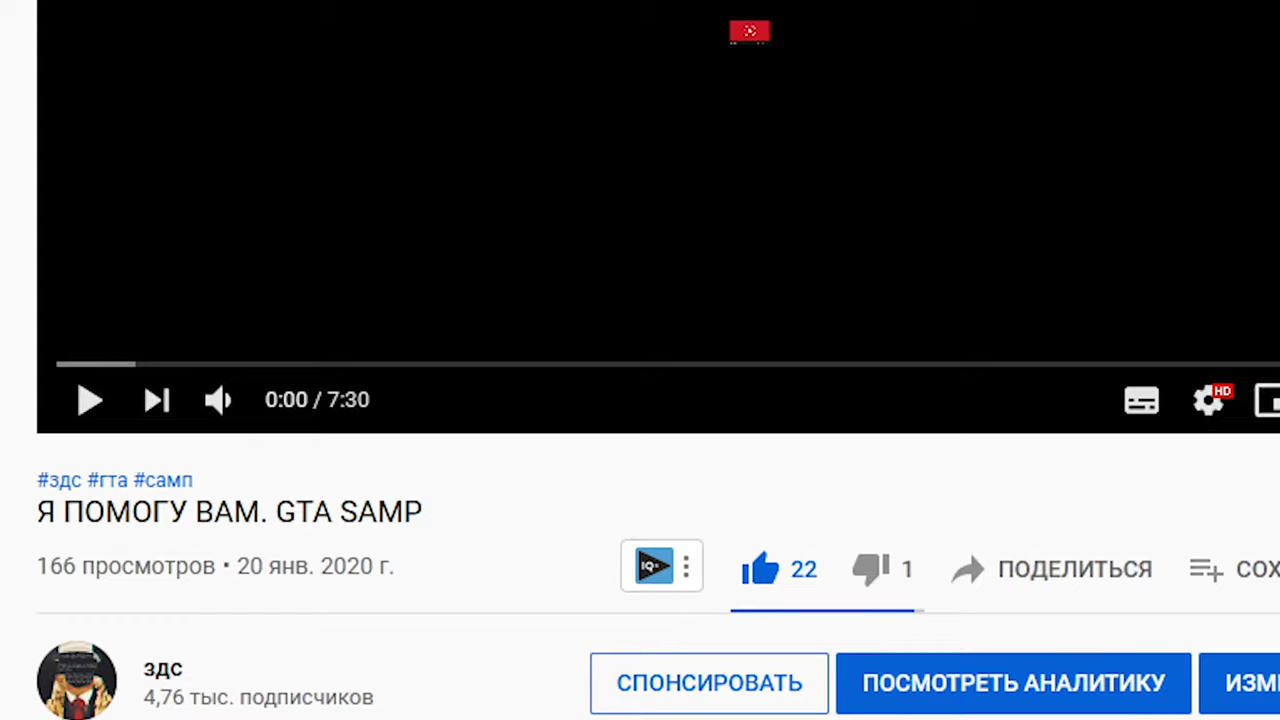 0:00 / 7:30
HD
#здс #гта #самп
Я ПОМОГУ ВАМ. GTA SAMP
166 просмотров • 20 янв. 2020 г.
IQ
22
1
ПОДЕЛИТЬСЯ
СОХ
здс
4,76 тыс. подписчиков
СПОНСИРОВАТЬ
ПОСМОТРЕТЬ АНАЛИТИКУ
ИЗМ